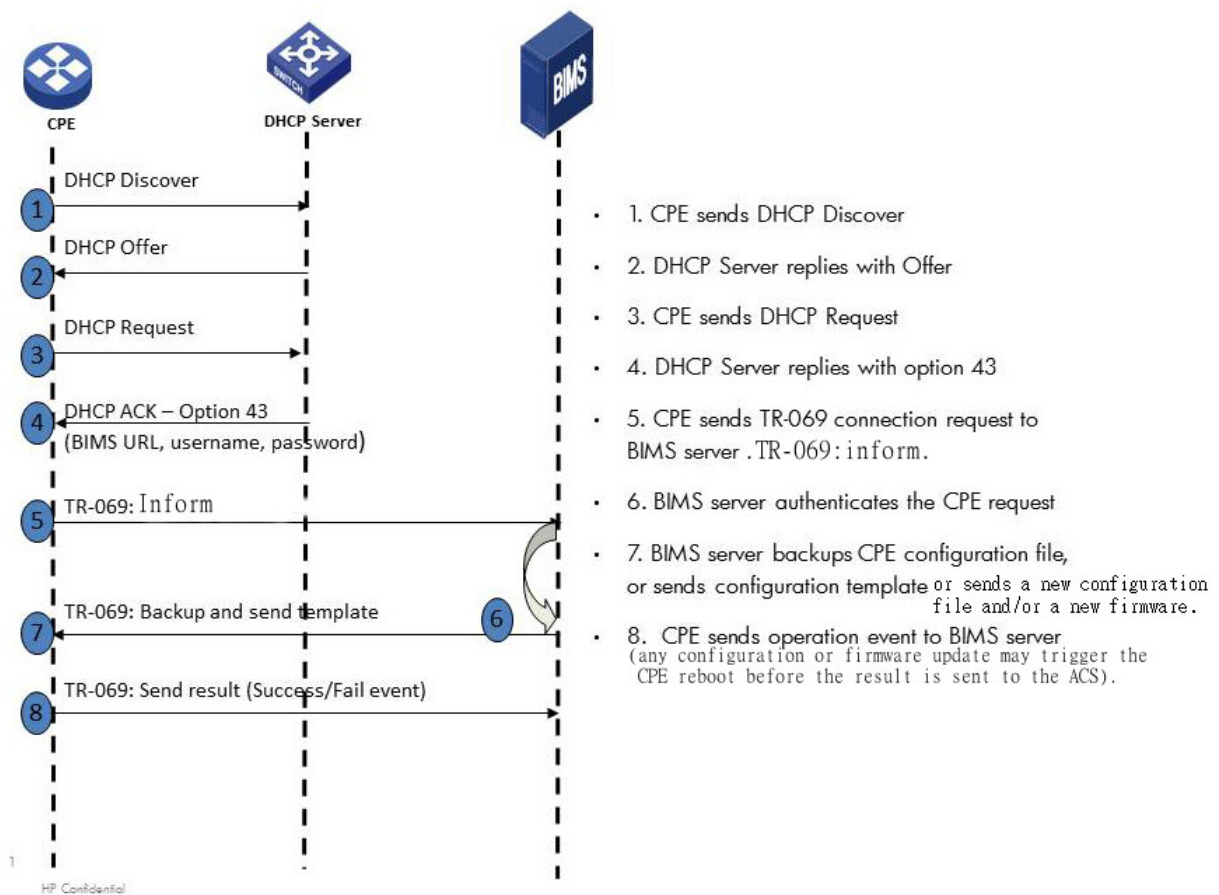 SWITCH
BIMS
CPE
DHCP Server
DHCP Discover
1
DHCP Offer
2
DHCP Request
3
DHCP ACK – Option 43
4
(BIMS URL, username, password)
TR-069: Inform
5
6
TR-069: Backup and send template
7
TR-069: Send result (Success/Fail event)
8
• 1. CPE sends DHCP Discover
• 2. DHCP Server replies with Offer
• 3. CPE sends DHCP Request
• 4. DHCP Server replies with option 43
• 5. CPE sends TR-069 connection request to
BIMS server .TR-069:inform.
• 6. BIMS server authenticates the CPE request
• 7. BIMS server backups CPE configuration file,
or sends configuration template or sends a new configuration
file and/or a new firmware.
• 8. CPE sends operation event to BIMS server
(any configuration or firmware update may trigger the
CPE reboot before the result is sent to the ACS).
1
HP Confidential